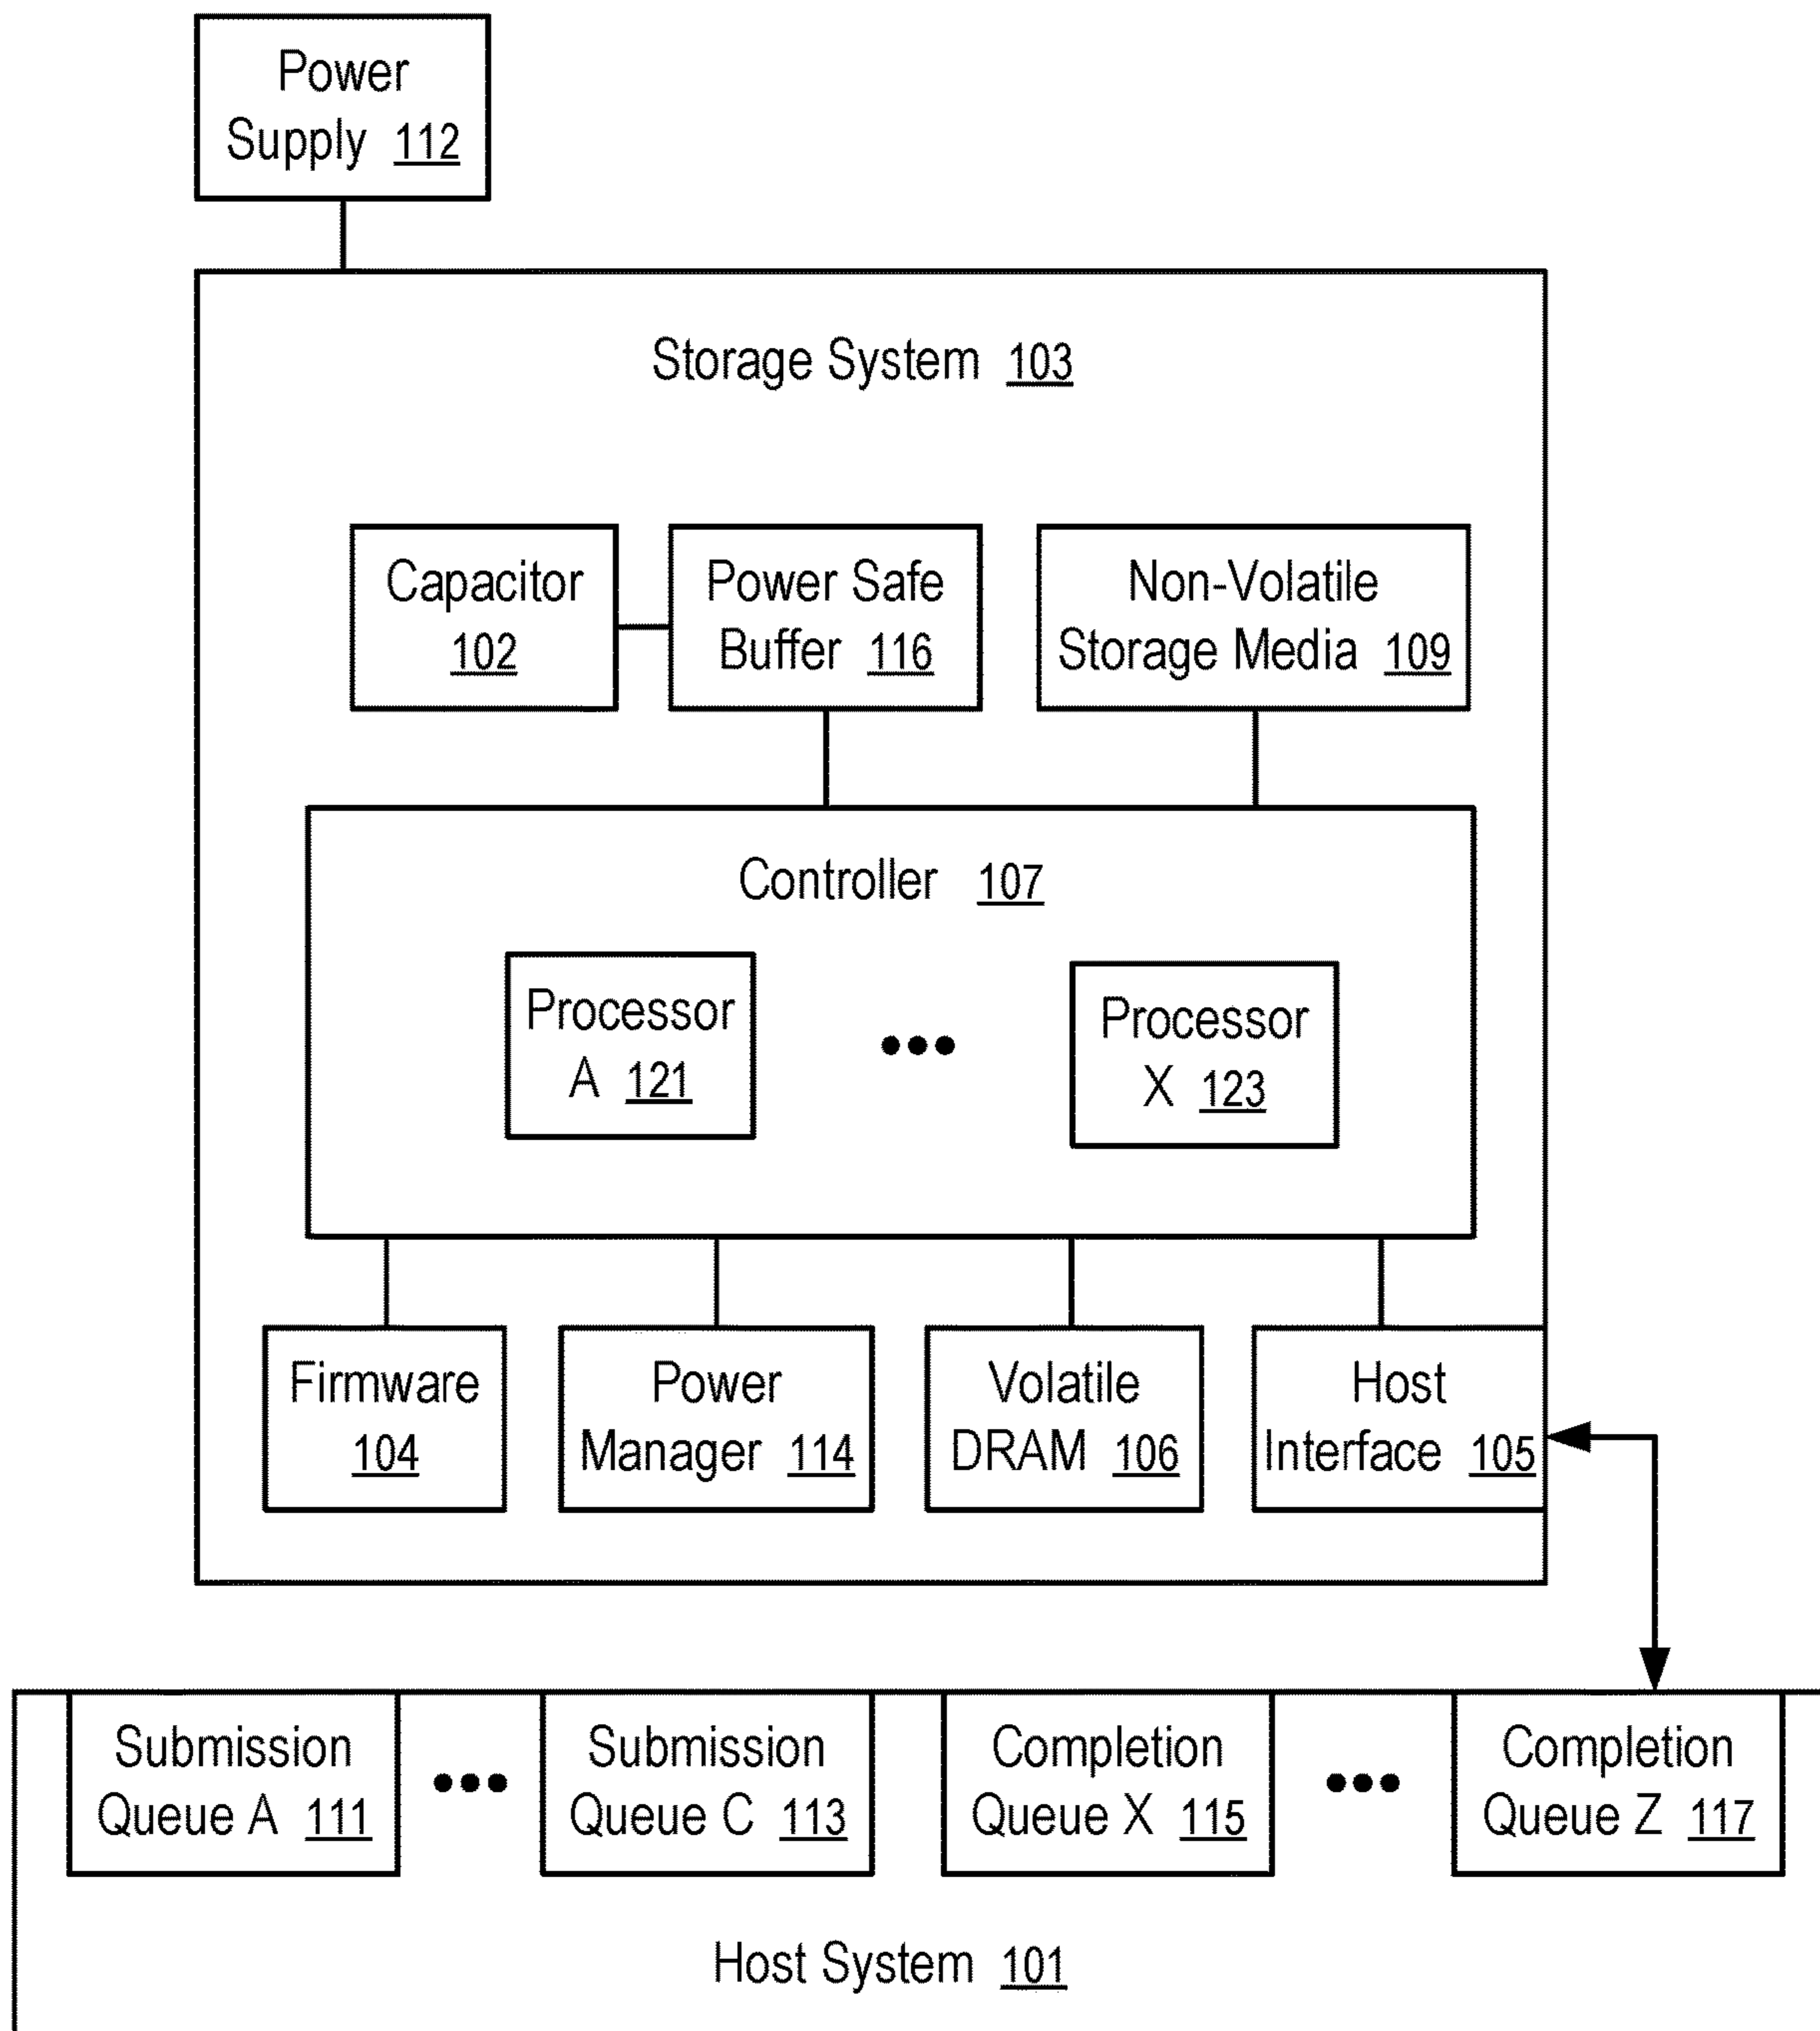 Power
Supply 112
Storage System 103
Capacitor
102
Power Safe
Buffer 116
Non-Volatile
Storage Media 109
Controller 107
Processor
A 121
•••
Processor
X 123
Firmware
104
Power
Manager 114
Volatile
DRAM 106
Host
Interface 105
Submission
Queue A 111
•••
Submission
Queue C 113
Completion
Queue X 115
•••
Completion
Queue Z 117
Host System 101